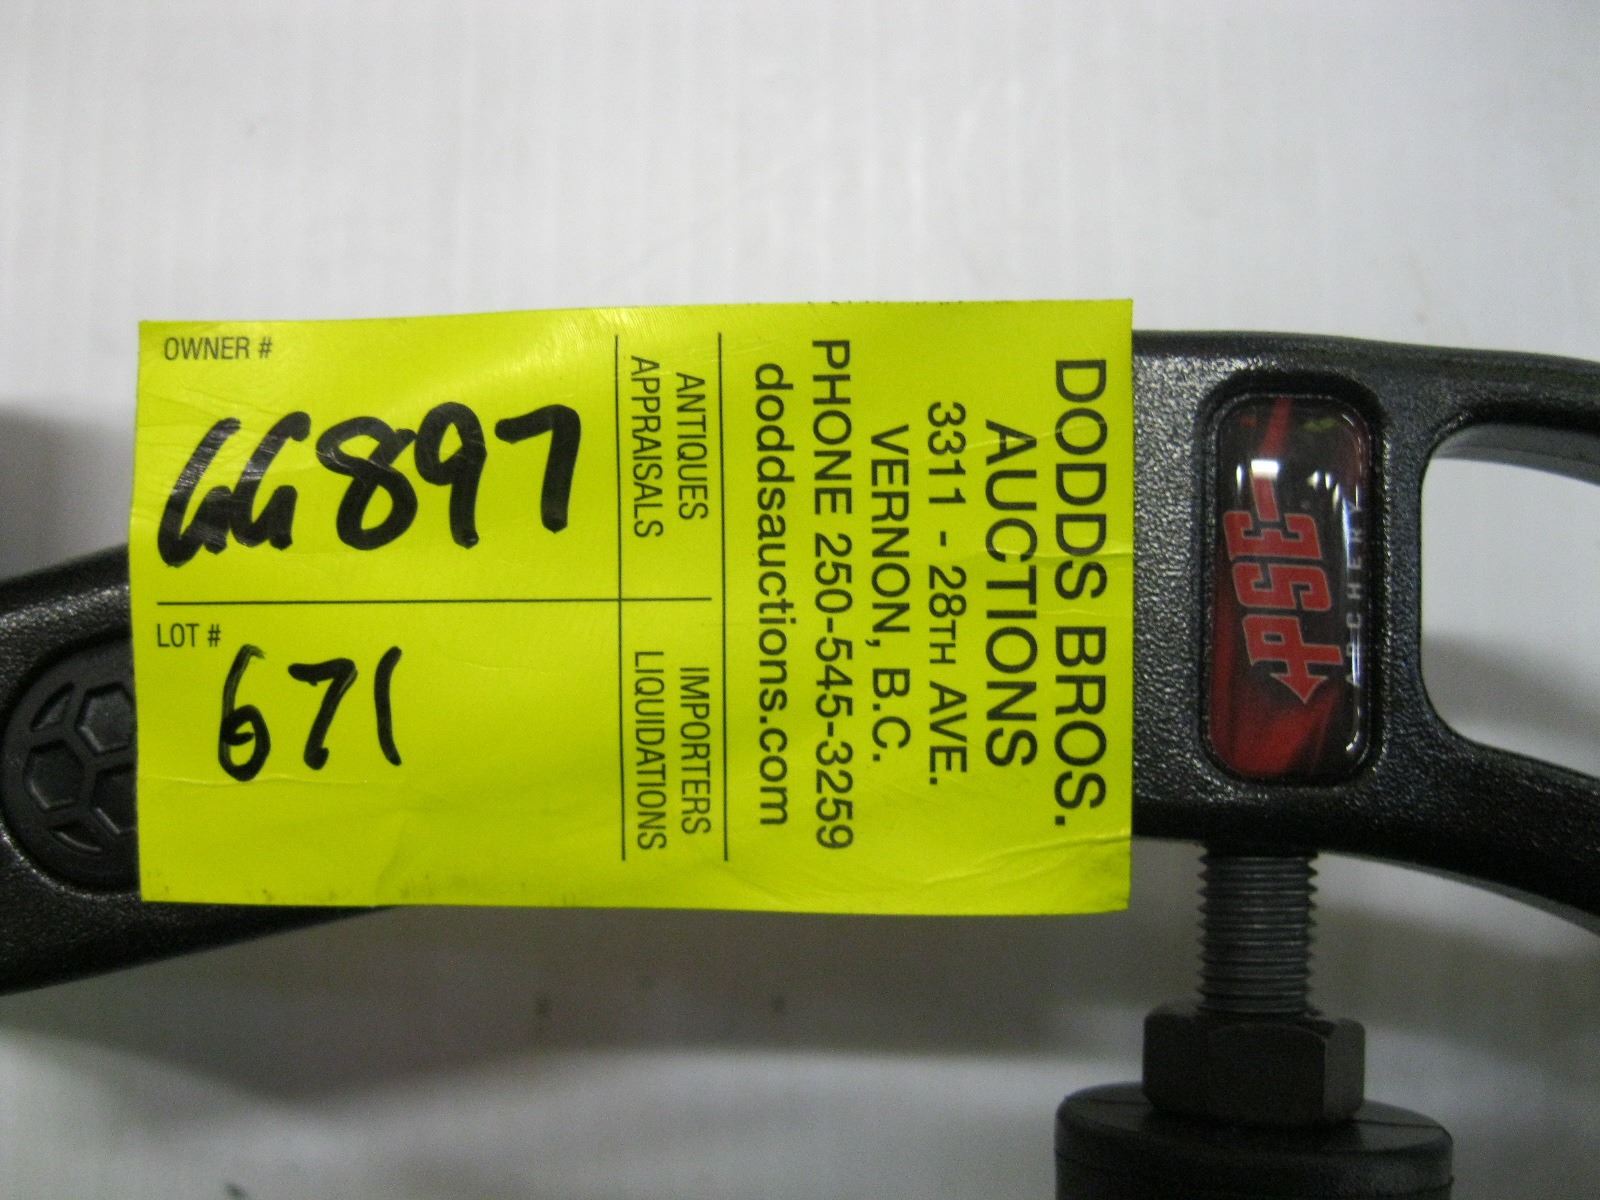 OWNER #
GG897
LOT #
671
DODDS BROS.
AUCTIONS
3311 - 28TH AVE.
VERNON, B.C.
PHONE 250-545-3259
doddsauctions.com
ANTIQUES
APPRAISALS
IMPORTERS
LIQUIDATIONS
PSE
ARCHERY